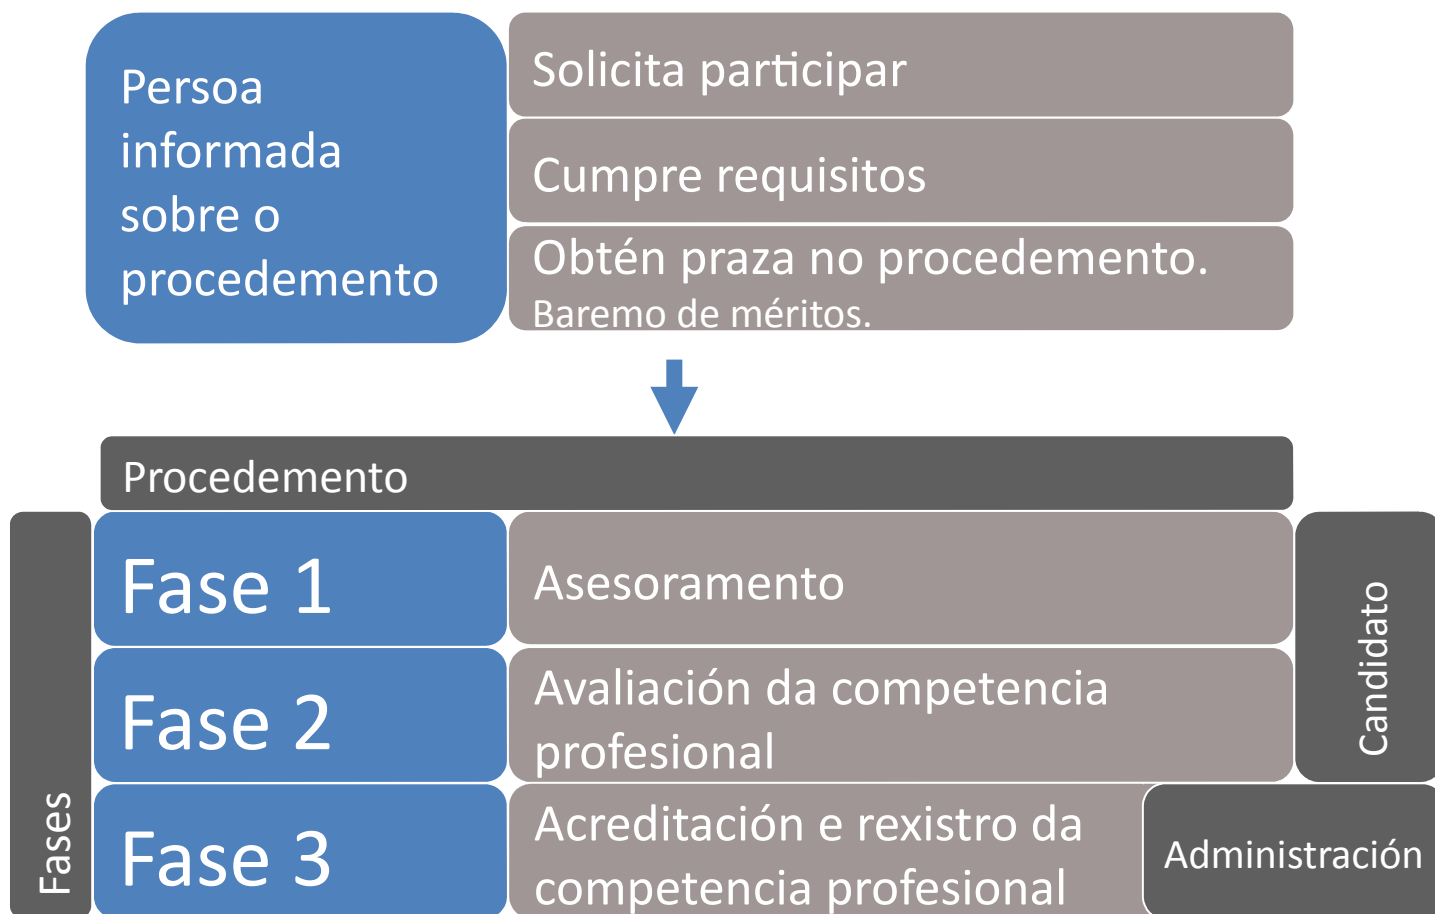 Persoa
informada
sobre o
procedemento
Solicita participar
Cumpre requisitos
Obtén praza no procedemento.
Baremo de méritos.
Procedemento
Fases
Fase 1
Asesoramento
Fase 2
Avaliación da competencia
profesional
Candidato
Fase 3
Acreditación e rexistro da
competencia profesional
Administración